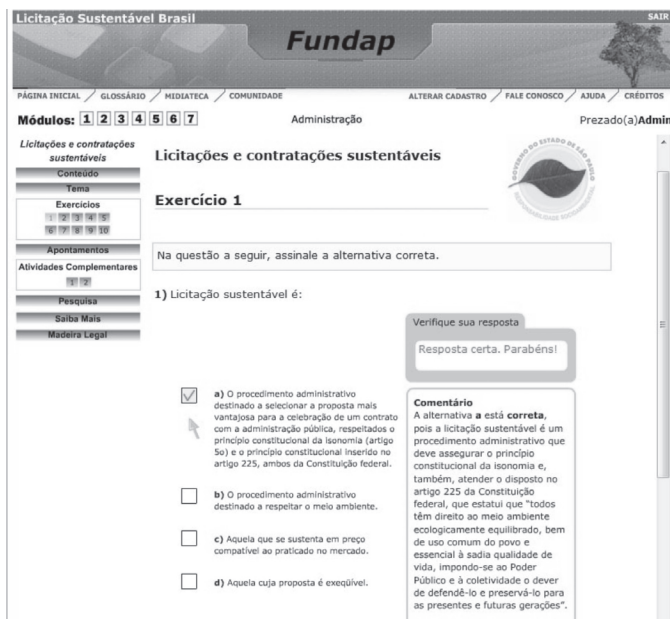 Licitação Sustentável Brasil
SAIR
Fundap
PÁGINA INICIAL / GLOSSÁRIO / MIDIATECA / COMUNIDADE
ALTERAR CADASTRO / FALE CONOSCO / AJUDA / CRÉDITOS
Módulos: 1 2 3 4 5 6 7
Administração
Prezado(a)Admin
Licitações e contratações
sustentáveis
Conteúdo
Tema
Exercícios
1 2 3 4 5
6 7 8 9 10
Apontamentos
Atividades Complementares
1 2
Pesquisa
Saiba Mais
Madeira Legal
Licitações e contratações sustentáveis
GOVERNO DO ESTADO DE SÃO PAULO
RESPONSABILIDADE SOCIOAMBIENTAL
Exercício 1
Na questão a seguir, assinale a alternativa correta.
1) Licitação sustentável é:
a) O procedimento administrativo
destinado a selecionar a proposta mais
vantajosa para a celebração de um contrato
com a administração pública, respeitados o
princípio constitucional da isonomia (artigo
5o) e o princípio constitucional inserido no
artigo 225, ambos da Constituição federal.
b) O procedimento administrativo
destinado a respeitar o meio ambiente.
c) Aquela que se sustenta em preço
compatível ao praticado no mercado.
d) Aquela cuja proposta é exeqüível.
Verifique sua resposta
Resposta certa. Parabéns!
Comentário
A alternativa a está correta,
pois a licitação sustentável é um
procedimento administrativo que
deve assegurar o princípio
constitucional da isonomia e,
também, atender o disposto no
artigo 225 da Constituição
federal, que estatui que "todos
têm direito ao meio ambiente
ecologicamente equilibrado, bem
de uso comum do povo e
essencial à sadia qualidade de
vida, impondo-se ao Poder
Público e à coletividade o dever
de defendê-lo e preservá-lo para
as presentes e futuras gerações".